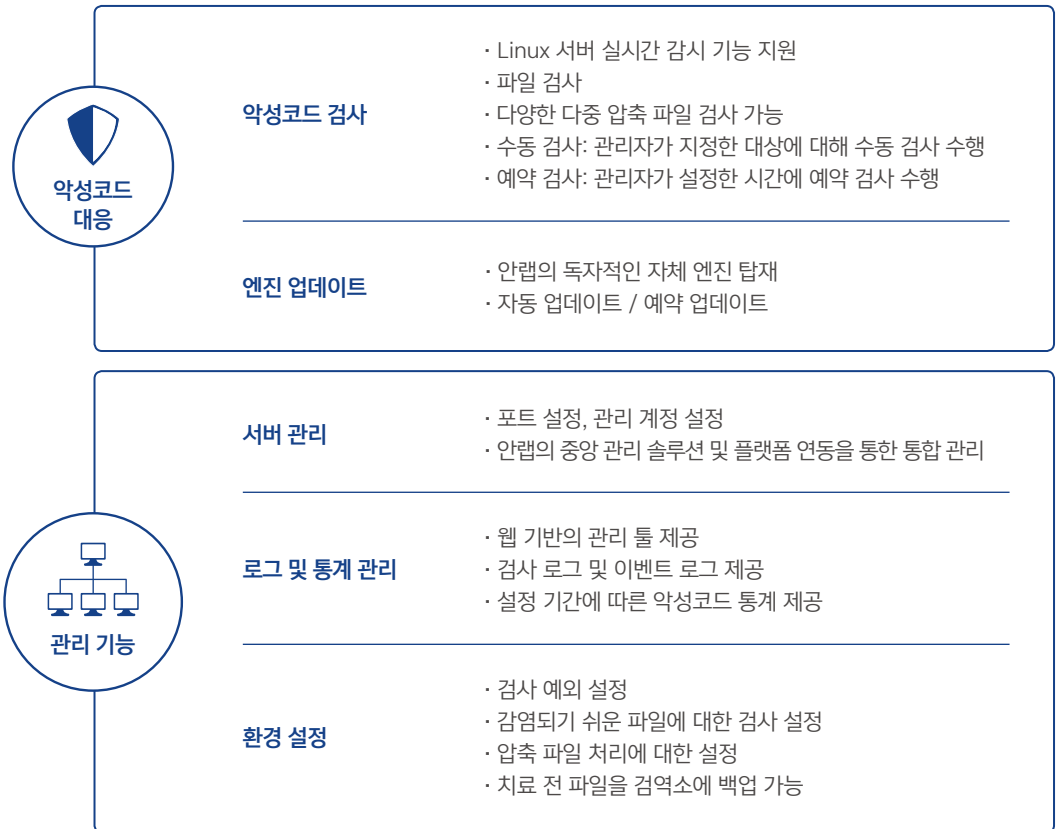 악성코드
대응
악성코드 검사
· Linux 서버 실시간 감시 기능 지원
· 파일 검사
· 다양한 다중 압축 파일 검사 가능
· 수동 검사: 관리자가 지정한 대상에 대해 수동 검사 수행
· 예약 검사: 관리자가 설정한 시간에 예약 검사 수행
엔진 업데이트
· 안랩의 독자적인 자체 엔진 탑재
· 자동 업데이트 / 예약 업데이트
관리 기능
서버 관리
· 포트 설정, 관리 계정 설정
· 안랩의 중앙 관리 솔루션 및 플랫폼 연동을 통한 통합 관리
로그 및 통계 관리
· 웹 기반의 관리 툴 제공
· 검사 로그 및 이벤트 로그 제공
· 설정 기간에 따른 악성코드 통계 제공
환경 설정
· 검사 예외 설정
· 감염되기 쉬운 파일에 대한 검사 설정
· 압축 파일 처리에 대한 설정
· 치료 전 파일을 검역소에 백업 가능